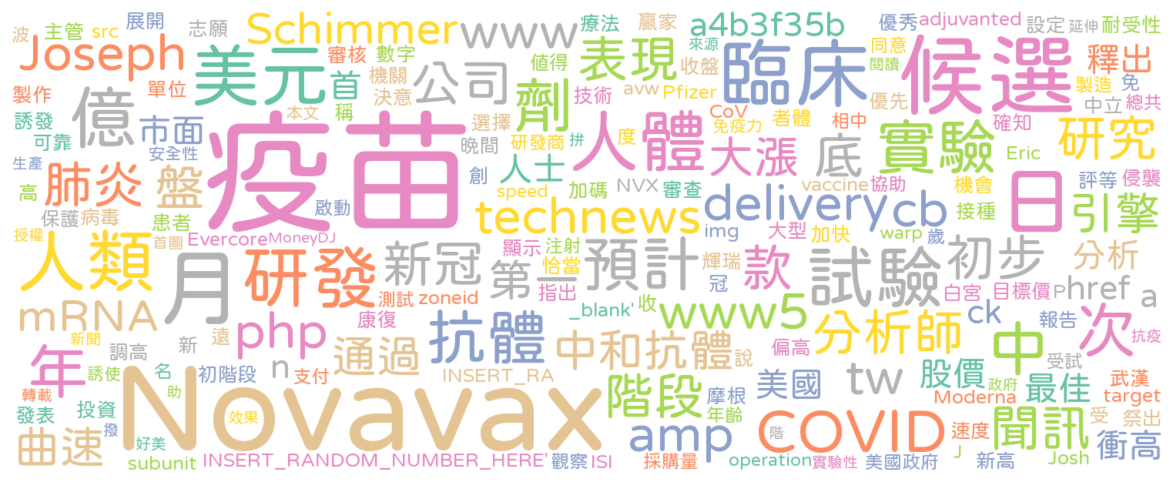 波 主管 src 展開 志願 Schimmer www 療法 贏家 a4b3f35b 優秀 adjuvanted 設定 延伸 耐受性
Joseph 美元 審核 數字 首 機關 公司 表現 值得 來源 收盤 臨床 同意 閱讀 候選 釋出
製作 單位 決意 稱 本文 劑 技術 avw Pfizer 優先 製造 免
誘發 億 市面 疫苗 選擇 研發商 拼 度 CoV 免疫力 者體 相中 中立 總共
可靠 安全性 晚間 人體 大漲 底 實驗 確知 研究
生產 肺炎 盤 創 人士 加碼 NVX 審查 vaccine 協助 Eric 評等 侵襲
高 保護 病毒 患者 啟動 speed technews delivery cb 機會 接種 日 引擎
授權 首圖 Evercore MoneyDJ 顯示 注射 img 大型 加快 warp 歲
人類 月 研發 新冠 第 恰當 預計 輝瑞 款 試驗 初步 分析
mRNA 測試 zoneid 指出 冠 白宮 目標價 P href a
新聞 遠 php 康復 _blank' 收 www5 分析師 ck 報告 次 抗疫
年 調高 新 抗體 通過 中和抗體 說 偏高 中 受試
轉載 誘使 名 初階段 n 支付 INSERT_RA 階段 摩根 美國 tw 股價 政府 最佳 武漢
發表 投資 助 Novavax 年齡 Moderna target
曲速 撥 好美 效果 amp 階 COVID 速度 聞訊 受 祭出 衝高
subunit INSERT_RANDOM_NUMBER_HERE' 觀察 ISI 採購量 operation 實驗性 美國政府 J 新高 Josh